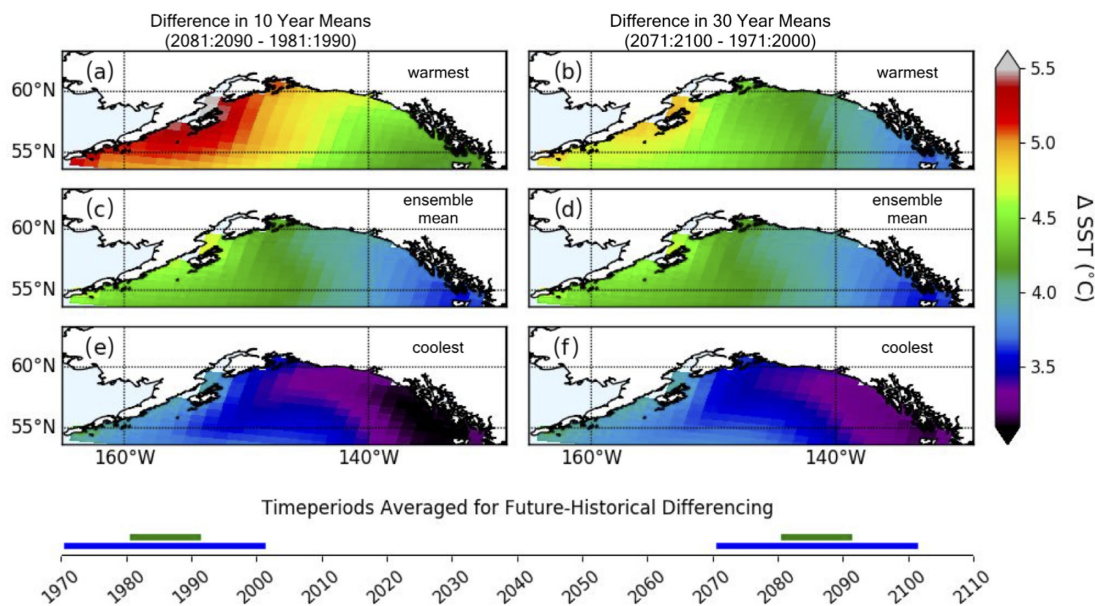 Difference in 10 Year Means
(2081:2090 - 1981:1990)
Difference in 30 Year Means
(2071:2100 - 1971:2000)
(a)
warmest
(b)
warmest
60°N
55°N
(c)
ensemble
mean
(d)
ensemble
mean
60°N
55°N
(e)
coolest
(f)
coolest
60°N
55°N
160°W
140°W
160°W
140°W
5.5
5.0
4.5
4.0
3.5
Δ SST (°C)
Timeperiods Averaged for Future-Historical Differencing
1970
1980
1990
2000
2010
2020
2030
2040
2050
2060
2070
2080
2090
2100
2110